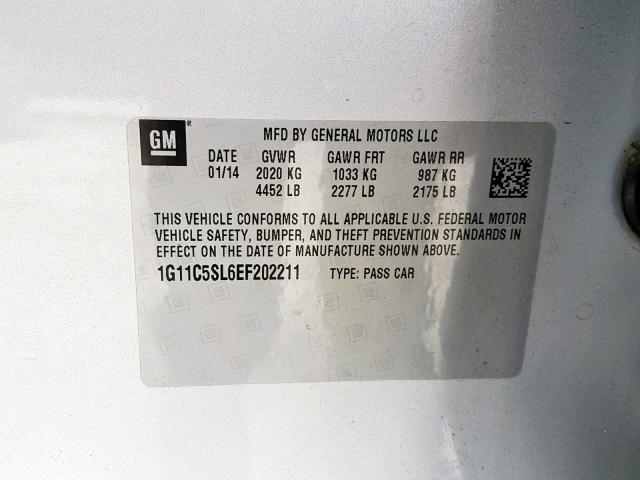 GM ®
MFD BY GENERAL MOTORS LLC
DATE GVWR GAWR FRT GAWR RR
01/14 2020 KG 1033 KG 987 KG
4452 LB 2277 LB 2175 LB
THIS VEHICLE CONFORMS TO ALL APPLICABLE U.S. FEDERAL MOTOR
VEHICLE SAFETY, BUMPER, AND THEFT PREVENTION STANDARDS IN
EFFECT ON THE DATE OF MANUFACTURE SHOWN ABOVE.
1G11C5SL6EF202211 TYPE: PASS CAR